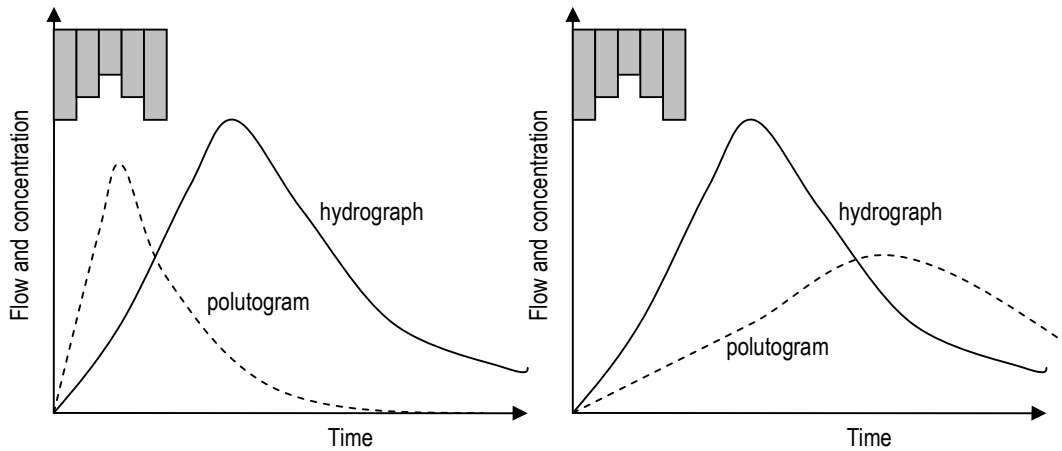 Flow and concentration
hydrograph
polutogram
Time
Flow and concentration
hydrograph
polutogram
Time